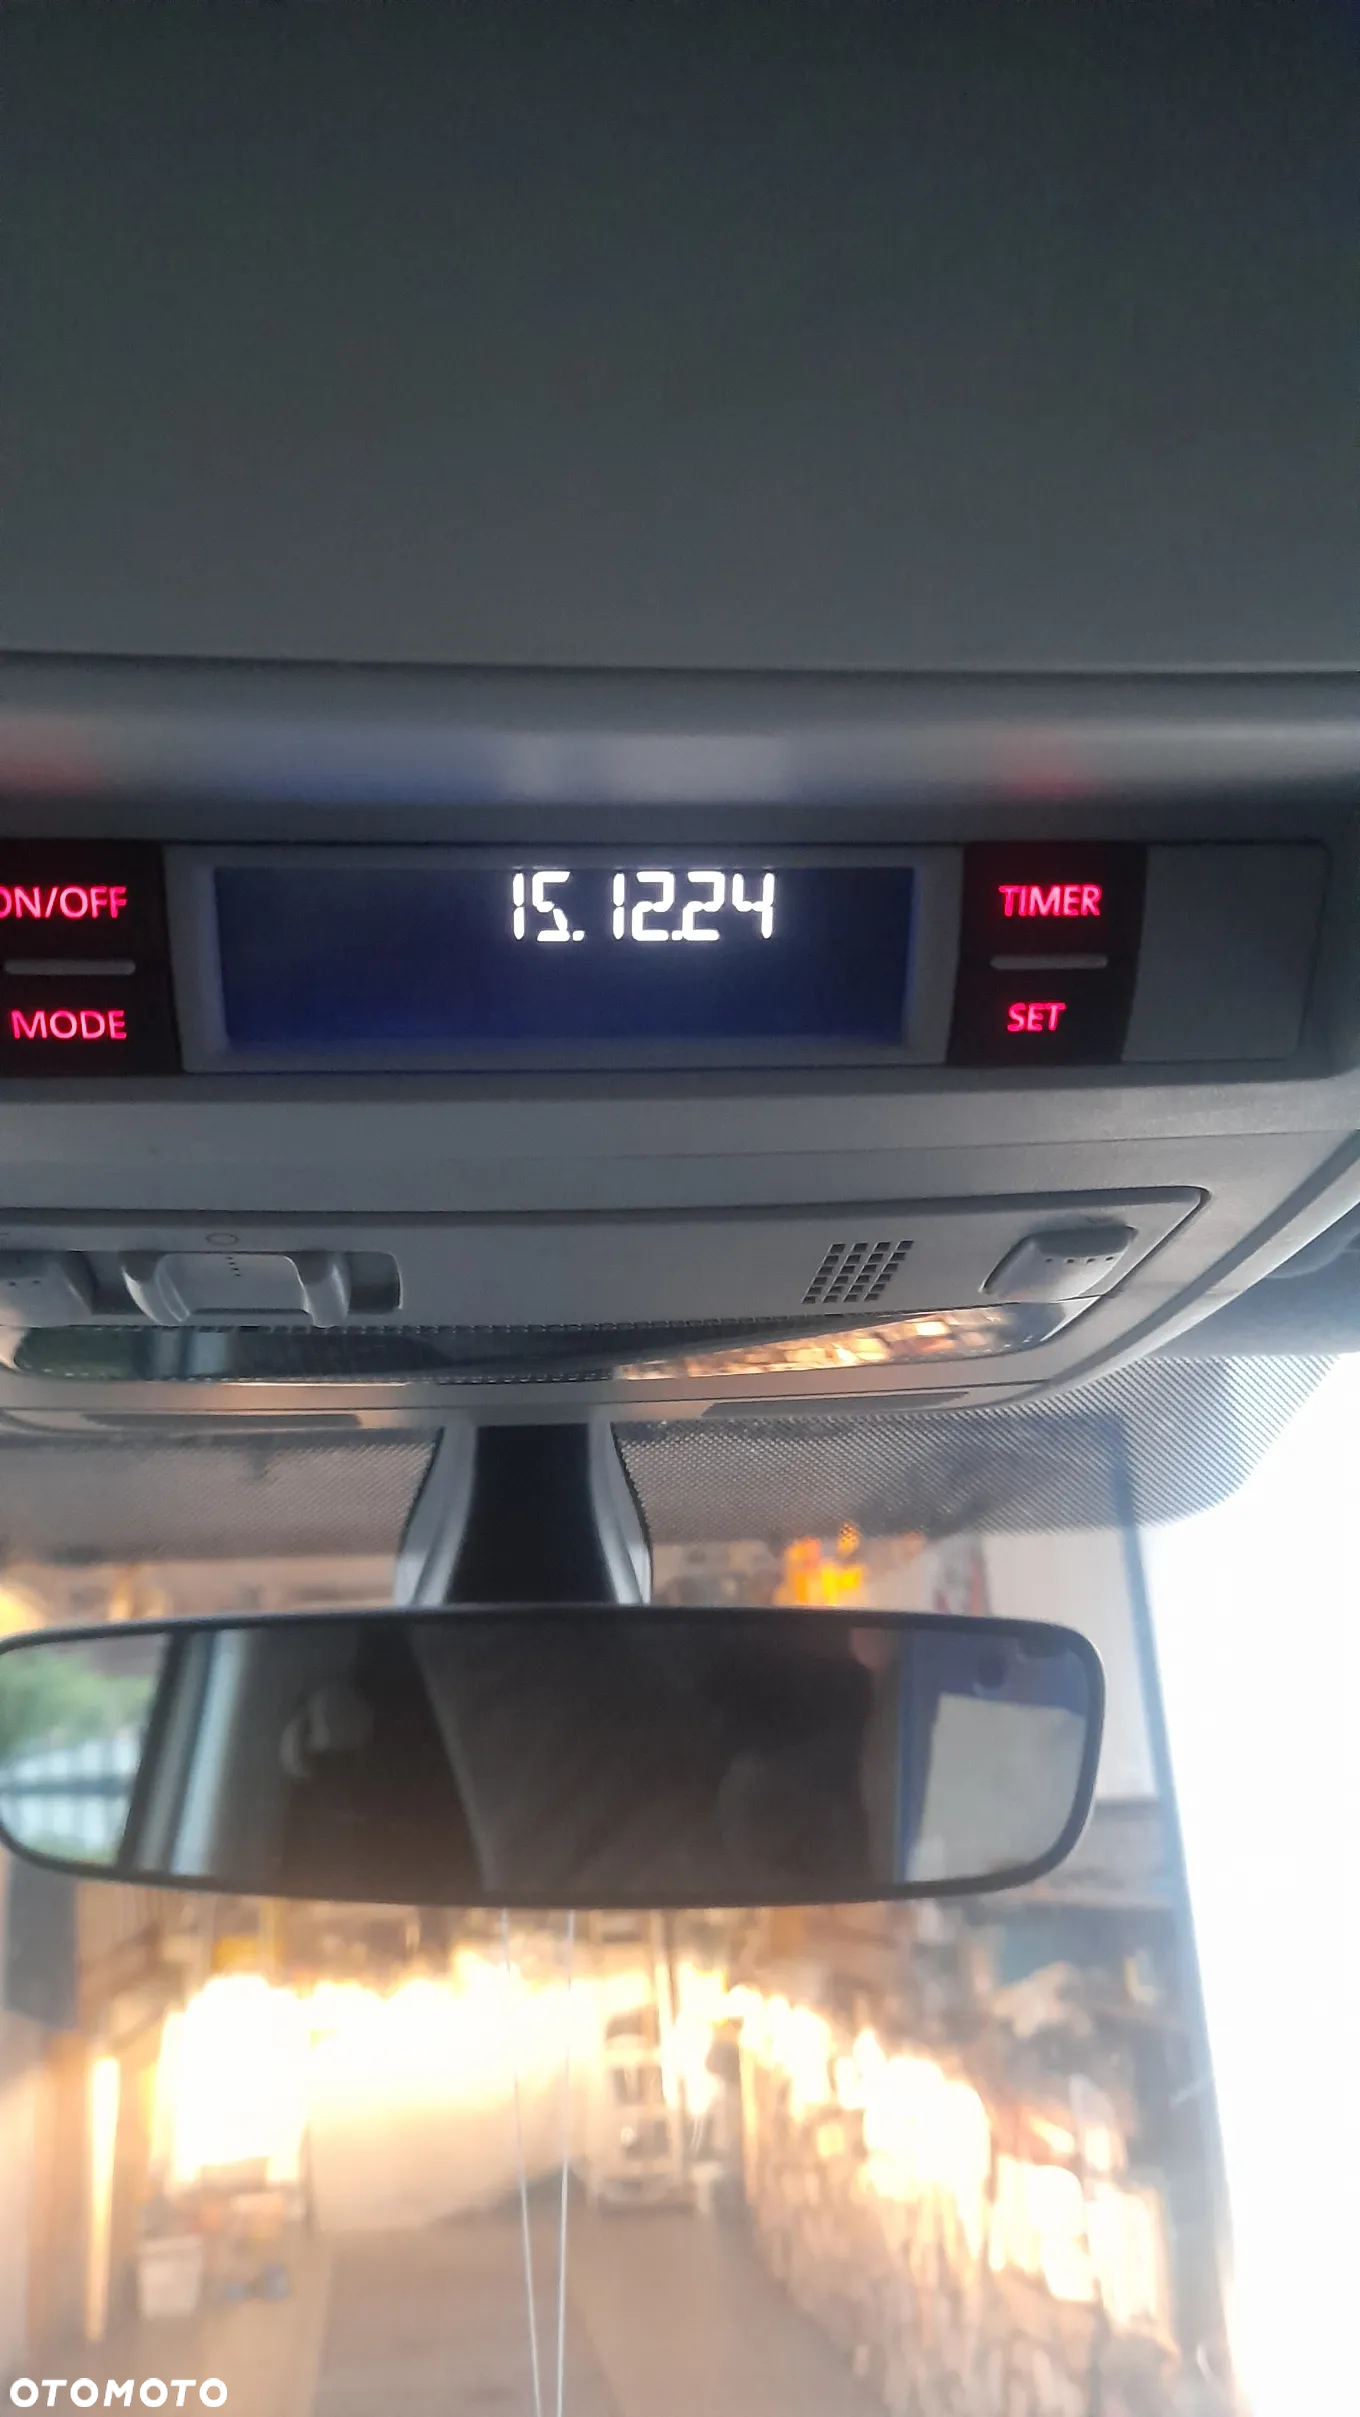 ON/OFF
15.12.24
TIMER
MODE
SET
OTOMOTO